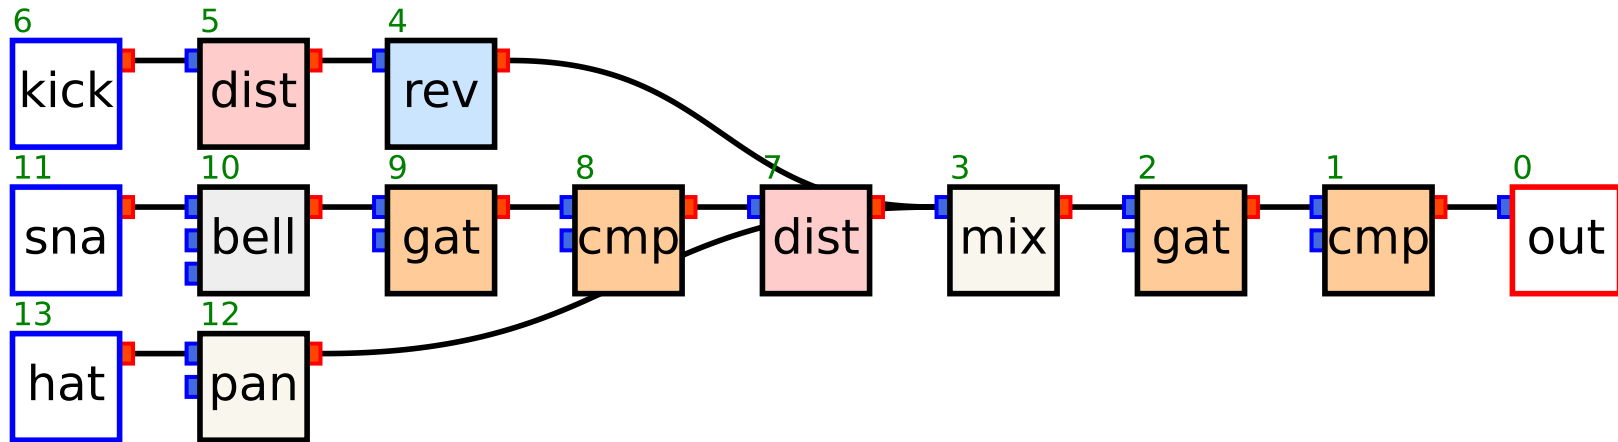 6 5 4
kick dist rev
11 10 9 8 7 3 2 1 0
sna bell gat cmp dist mix gat cmp out
13 12
hat pan